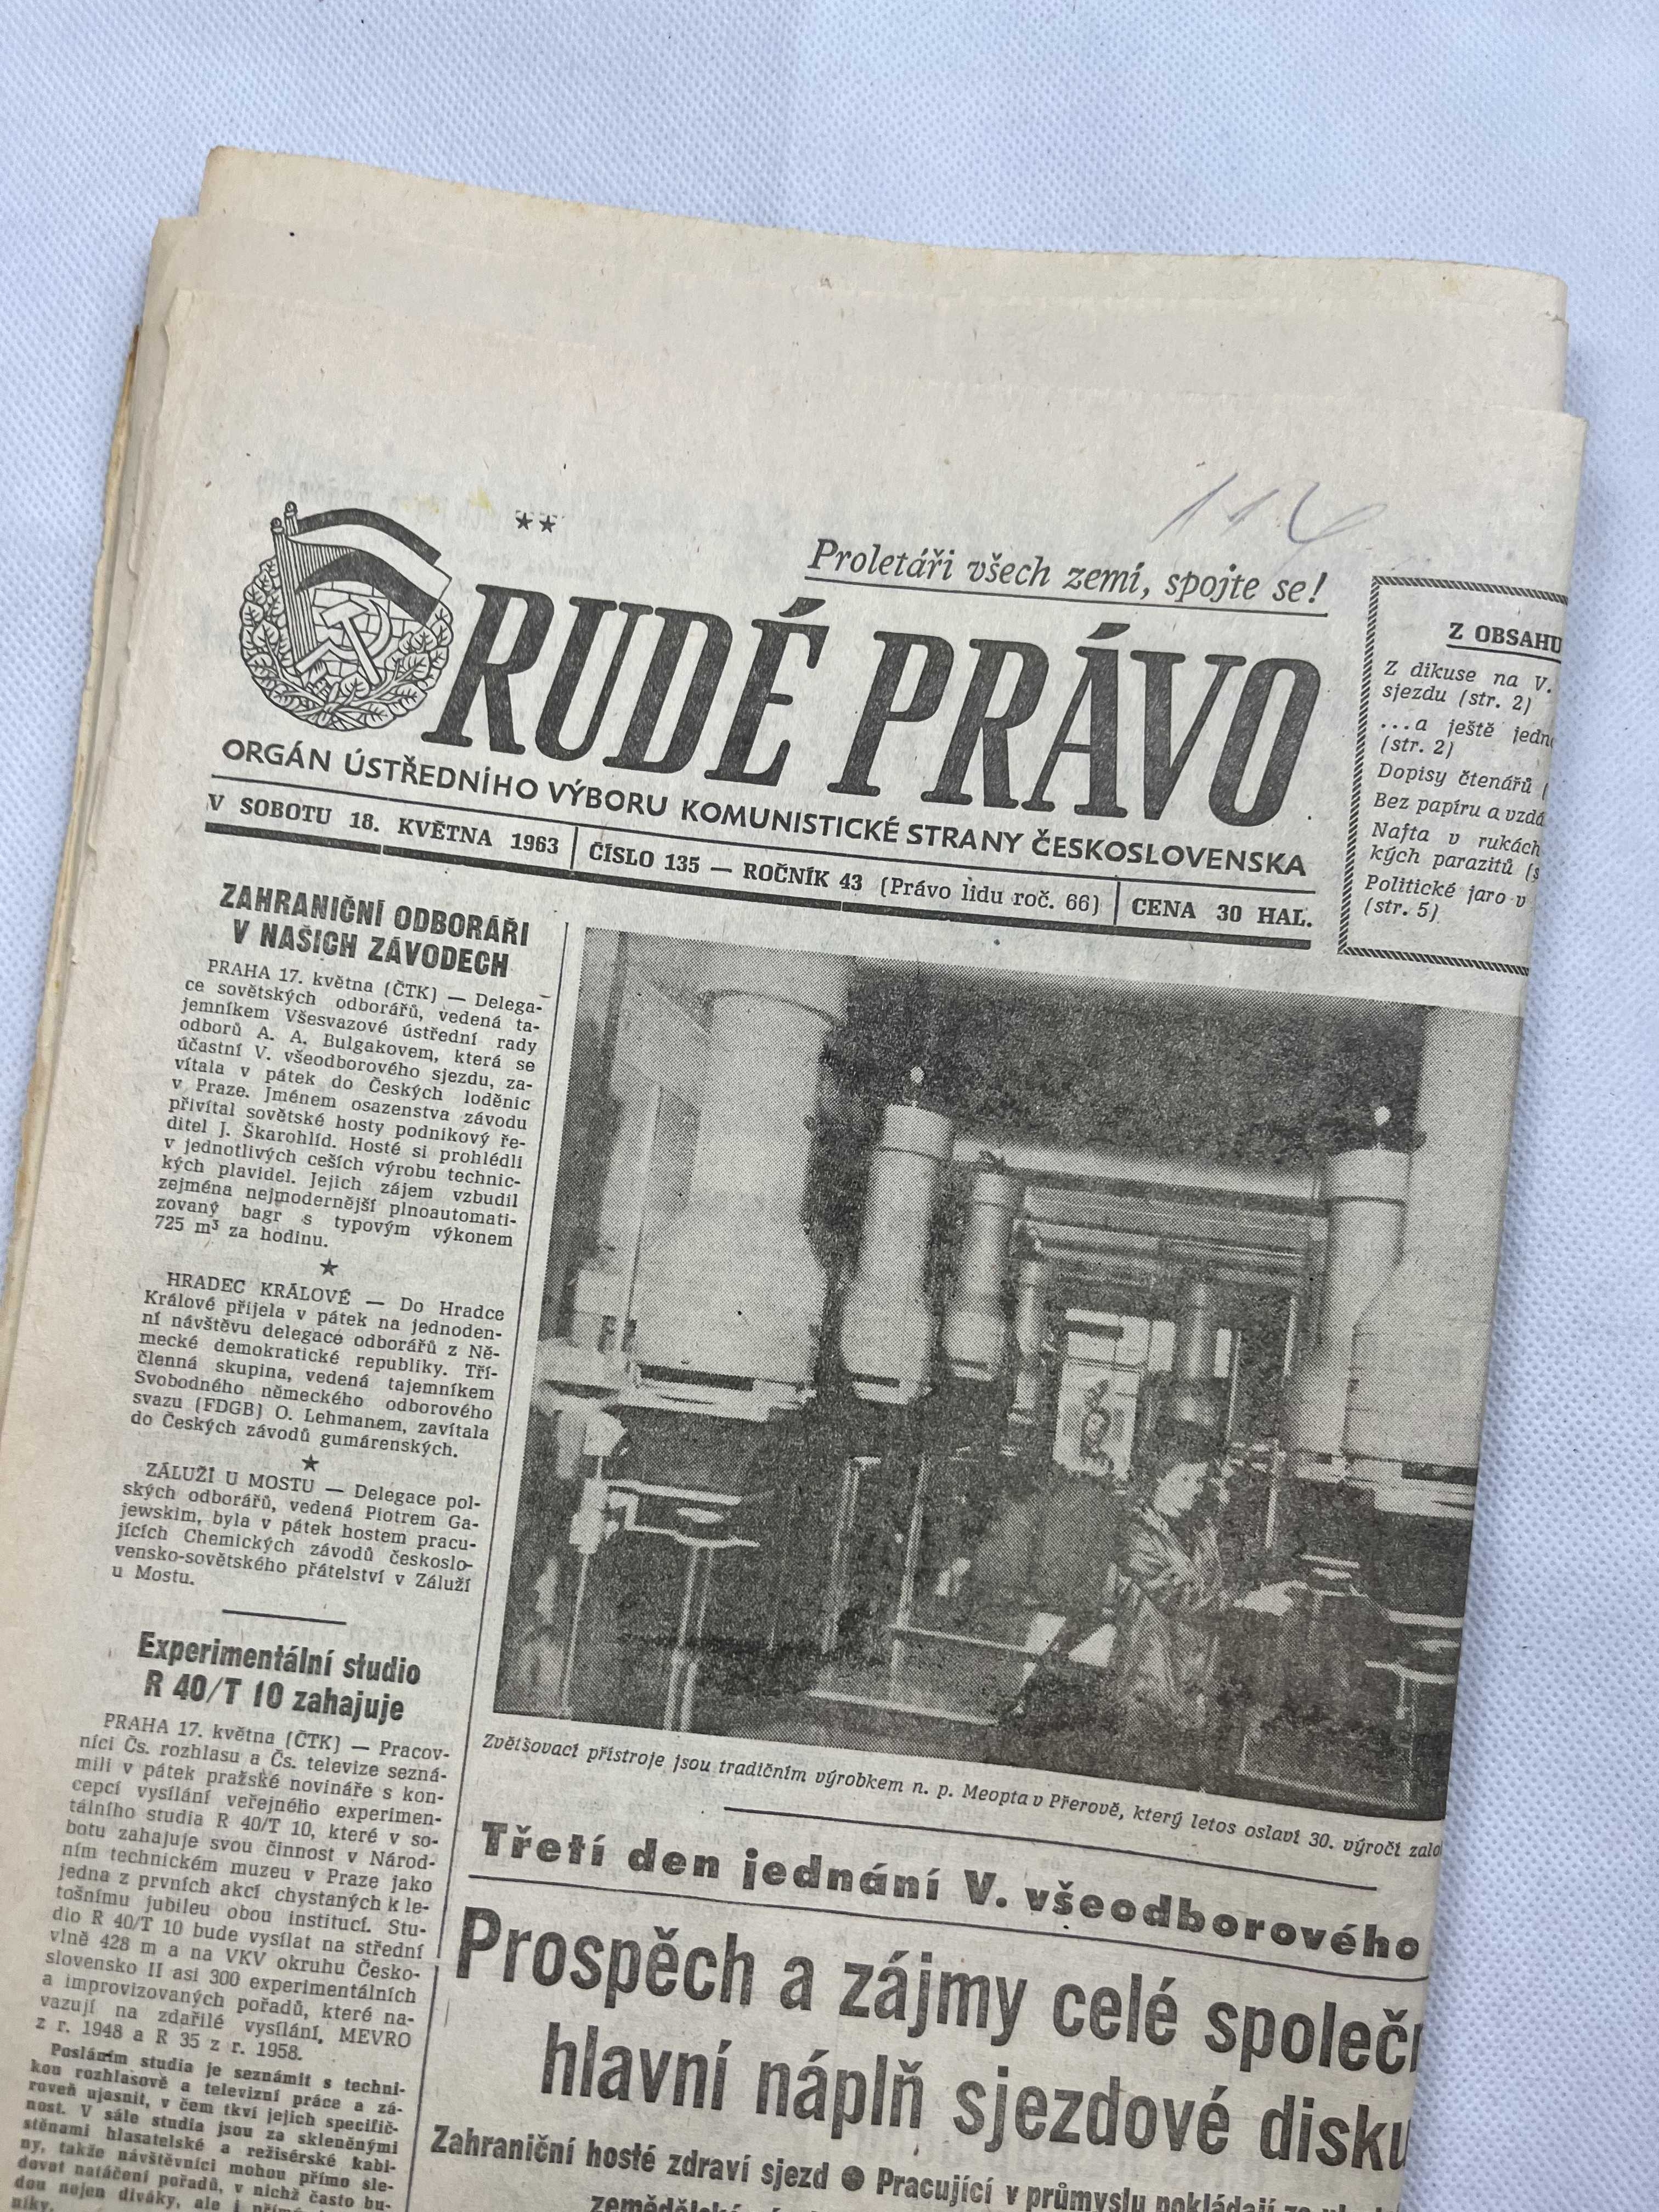 114
★★
Proletáři všech zemí, spojte se!
RUDÉ PRÁVO
ORGÁN ÚSTŘEDNÍHO VÝBORU KOMUNISTICKÉ STRANY ČESKOSLOVENSKA
V SOBOTU 18. KVĚTNA 1963
ČÍSLO 135 — ROČNÍK 43 (Právo lidu roč. 66)
CENA 30 HAL.
Z OBSAHU
Z dikuse na V.
sjezdu (str. 2)
...a ještě jedn
(str. 2)
Dopisy čtenářů (
Bez papíru a vzdá
Nafta v rukách
kých parazitů (s
Politické jaro v
(str. 5)
ZAHRANIČNÍ ODBORÁŘI
V NAŠICH ZÁVODECH
PRAHA 17. května (ČTK) — Delega-
ce sovětských odborářů, vedená ta-
jemníkem Všesvazové ústřední rady
odborů A. A. Bulgakovem, která se
účastní V. všeodborového sjezdu, za-
vítala v pátek do Českých loděnic
v Praze. Jménem osazenstva závodu
přivítal sovětské hosty podnikový ře-
ditel J. Škarohlíd. Hosté si prohlédli
v jednotlivých ceších výrobu technic-
kých plavidel. Jejich zájem vzbudil
zejména nejmodernější plnoautomati-
zovaný bagr s typovým výkonem
725 m³ za hodinu.
★
HRADEC KRÁLOVÉ — Do Hradce
Králové přijela v pátek na jednoden-
ní návštěvu delegace odborářů z Ně-
mecké demokratické republiky. Tří-
členná skupina, vedená tajemníkem
Svobodného německého odborového
svazu (FDGB) O. Lehmanem, zavítala
do Českých závodů gumárenských.
★
ZÁLUŽÍ U MOSTU — Delegace pol-
ských odborářů, vedená Piotrem Ga-
jewskim, byla v pátek hostem pracu-
jících Chemických závodů českoslo-
vensko-sovětského přátelství v Záluží
u Mostu.
Experimentální studio
R 40/T 10 zahajuje
PRAHA 17. května (ČTK) — Pracov-
níci Čs. rozhlasu a Čs. televize sezná-
mili v pátek pražské novináře s kon-
cepcí vysílání veřejného experimen-
tálního studia R 40/T 10, které v so-
botu zahajuje svou činnost v Národ-
ním technickém muzeu v Praze jako
jedna z prvních akcí chystaných k le-
tošnímu jubileu obou institucí. Stu-
dio R 40/T 10 bude vysílat na střední
vlně 428 m a na VKV okruhu Česko-
slovensko II asi 300 experimentálních
a improvizovaných pořadů, které na-
vazují na zdařilé vysílání, MEVRO
z r. 1948 a R 35 z r. 1958.
Posláním studia je seznámit s techni-
kou rozhlasové a televizní práce a zá-
roveň ujasnit, v čem tkví jejich specifič-
nost. V sále studia jsou za skleněnými
stěnami hlasatelské a režisérské kabi-
ny, takže návštěvníci mohou přímo sle-
dovat natáčení pořadů, v nichž často bu-
dou nejen diváky, ale i
níky.
Zvětšovací přístroje jsou tradičním výrobkem n. p. Meopta v Přerově, který letos oslaví 30. výročí zalo
Třetí den jednání V. všeodborového
Prospěch a zájmy celé společn
hlavní náplň sjezdové disku
Zahraniční hosté zdraví sjezd ● Pracující v průmyslu pokládají za